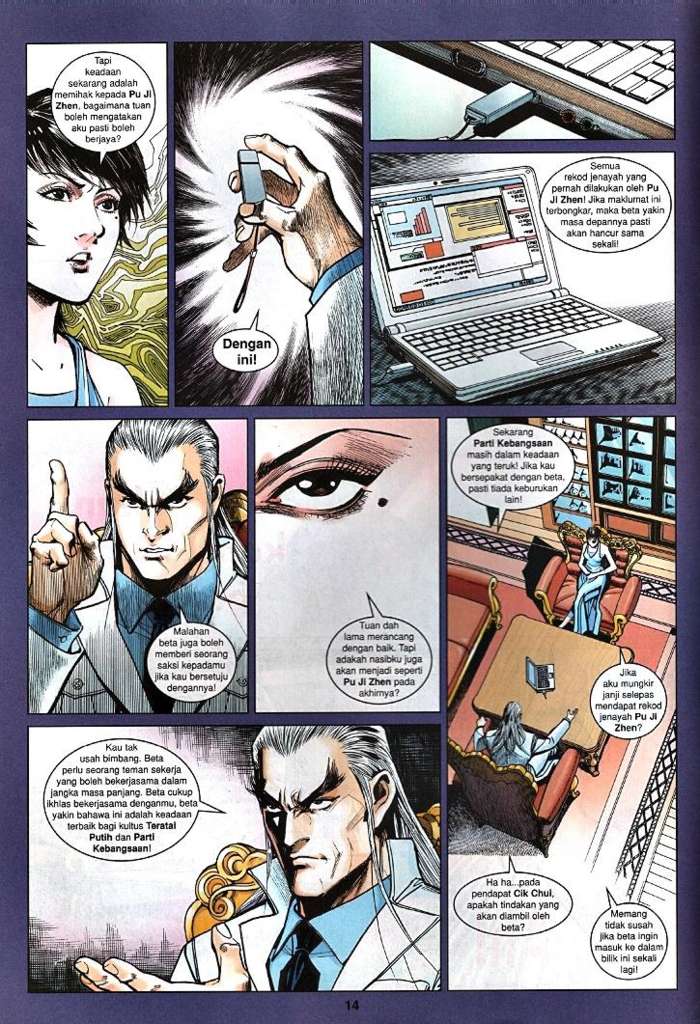 Tapi
keadaan
sekarang adalah
memihak kepada Pu Ji
Zhen, bagaimana tuan
boleh mengatakan
aku pasti boleh
berjaya?
Dengan
ini!
Semua
rekod jenayah yang
pernah dilakukan oleh Pu
Ji Zhen! Jika maklumat ini
terbongkar, maka beta yakin
masa depannya pasti
akan hancur sama
sekali!
Malahan
beta juga boleh
memberi seorang
saksi kepadamu
jika kau bersetuju
dengannya!
Tuan dah
lama merancang
dengan baik. Tapi
adakah nasibku juga
akan menjadi seperti
Pu Ji Zhen pada
akhirnya?
Sekarang
Parti Kebangsaan
masih dalam keadaan
yang teruk! Jika kau
bersepakat dengan beta,
pasti tiada keburukan
lain!
Jika
aku mungkir
janji selepas
mendapat rekod
jenayah Pu Ji
Zhen?
Kau tak
usah bimbang. Beta
perlu seorang teman sekerja
yang boleh bekerjasama dalam
jangka masa panjang. Beta cukup
ikhlas bekerjasama denganmu, beta
yakin bahawa ini adalah keadaan
terbaik bagi kultus Teratai
Putih dan Parti
Kebangsaan!
Ha ha...pada
pendapat Cik Chui,
apakah tindakan yang
akan diambil oleh
beta?
Memang
tidak susah
jika beta ingin
masuk ke dalam
bilik ini sekali
lagi!
14